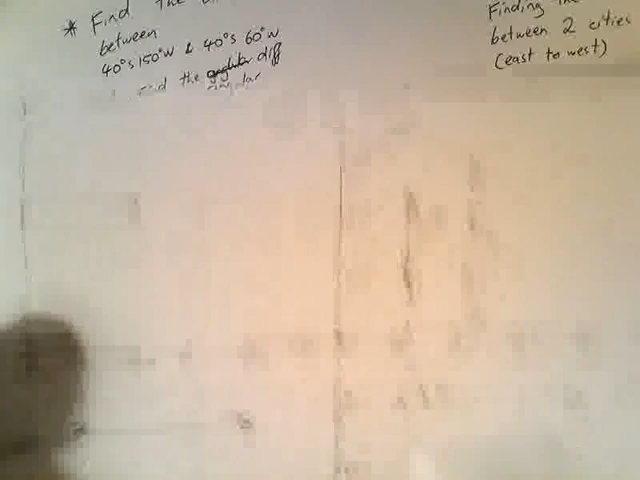 * Find the
between
40°S 150°W & 40°S 60°W
find the angular diff
angular
Finding the
between 2 cities
(east to west)